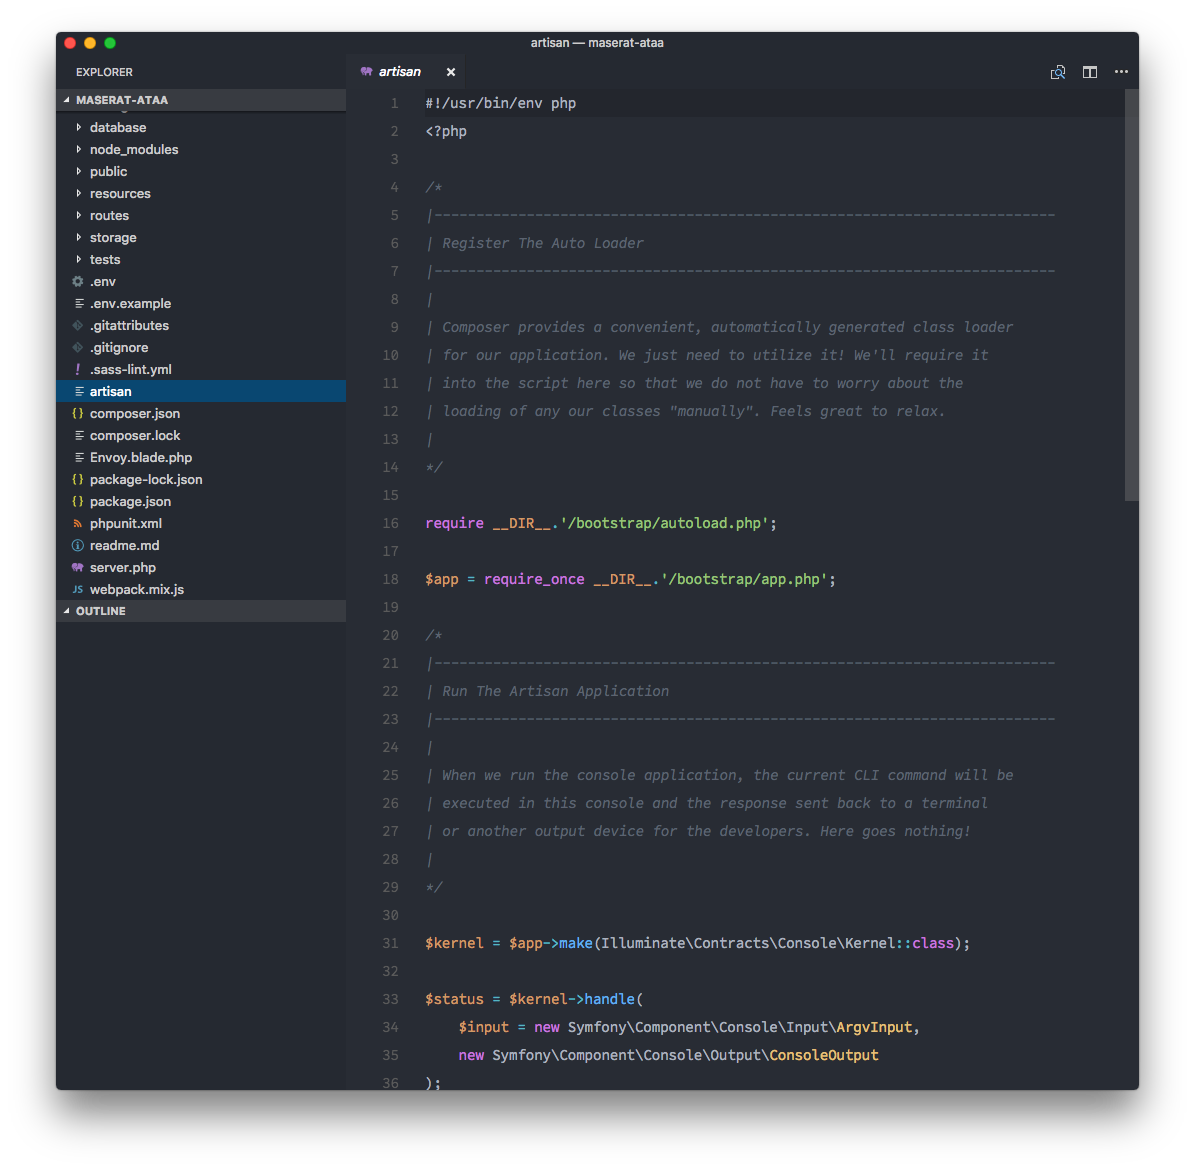 artisan — maserat-ataa
EXPLORER
MASERAT-ATAA
database
node_modules
public
resources
routes
storage
tests
.env
.env.example
.gitattributes
.gitignore
! .sass-lint.yml
artisan
{} composer.json
composer.lock
Envoy.blade.php
{} package-lock.json
{} package.json
phpunit.xml
readme.md
server.php
JS webpack.mix.js
OUTLINE
artisan ×
1 #!/usr/bin/env php
2 <?php
3
4 /*
5 |--------------------------------------------------------------------------
6 | Register The Auto Loader
7 |--------------------------------------------------------------------------
8 |
9 | Composer provides a convenient, automatically generated class loader
10 | for our application. We just need to utilize it! We'll require it
11 | into the script here so that we do not have to worry about the
12 | loading of any our classes "manually". Feels great to relax.
13 |
14 */
15
16 require __DIR__.'/bootstrap/autoload.php';
17
18 $app = require_once __DIR__.'/bootstrap/app.php';
19
20 /*
21 |--------------------------------------------------------------------------
22 | Run The Artisan Application
23 |--------------------------------------------------------------------------
24 |
25 | When we run the console application, the current CLI command will be
26 | executed in this console and the response sent back to a terminal
27 | or another output device for the developers. Here goes nothing!
28 |
29 */
30
31 $kernel = $app->make(Illuminate\Contracts\Console\Kernel::class);
32
33 $status = $kernel->handle(
34     $input = new Symfony\Component\Console\Input\ArgvInput,
35     new Symfony\Component\Console\Output\ConsoleOutput
36 );